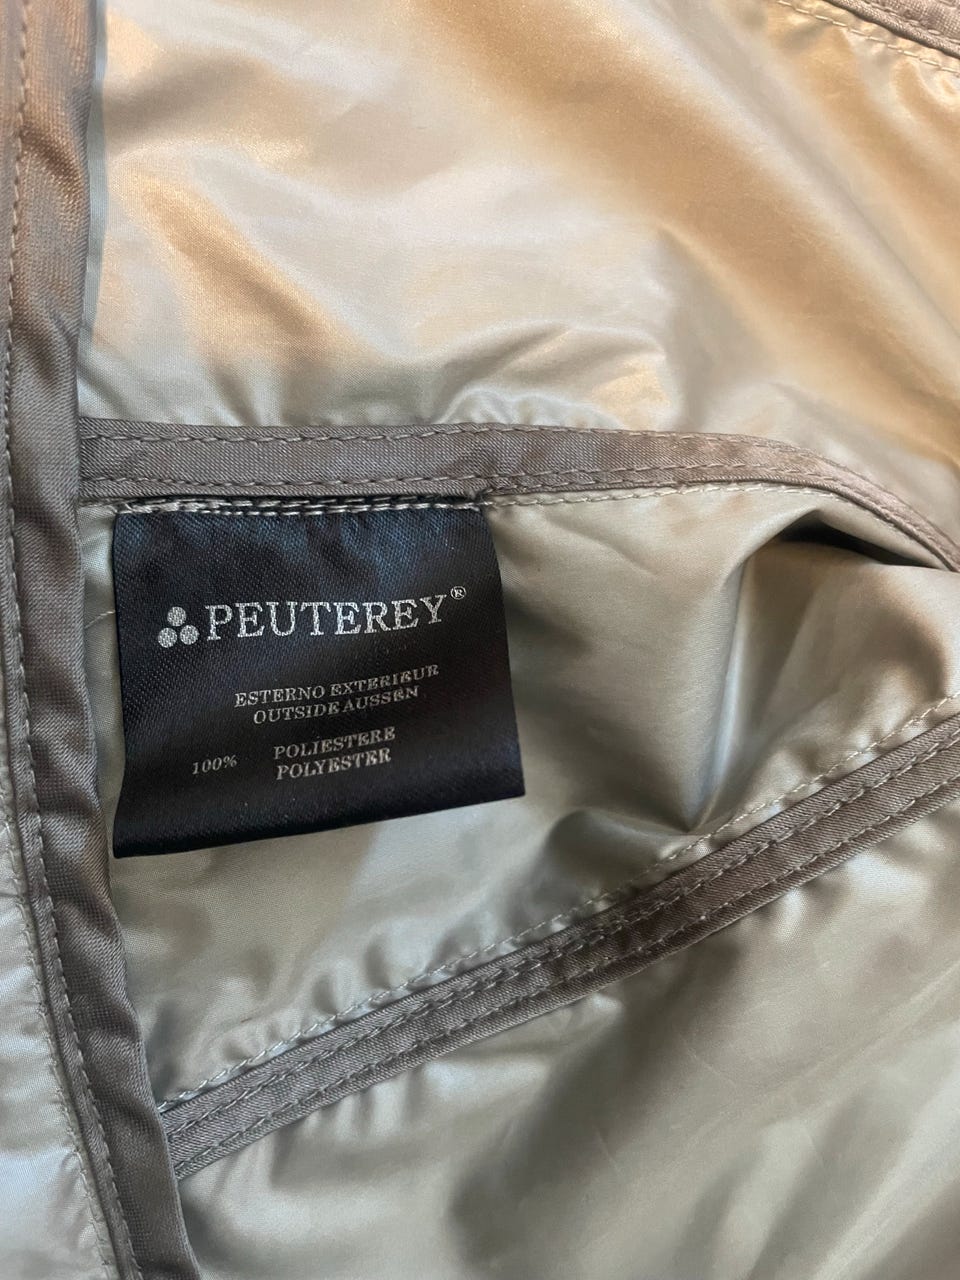 PEUTEREY®
ESTERNO EXTERIEUR
OUTSIDE AUSSEN
100% POLIESTERE
POLYESTER